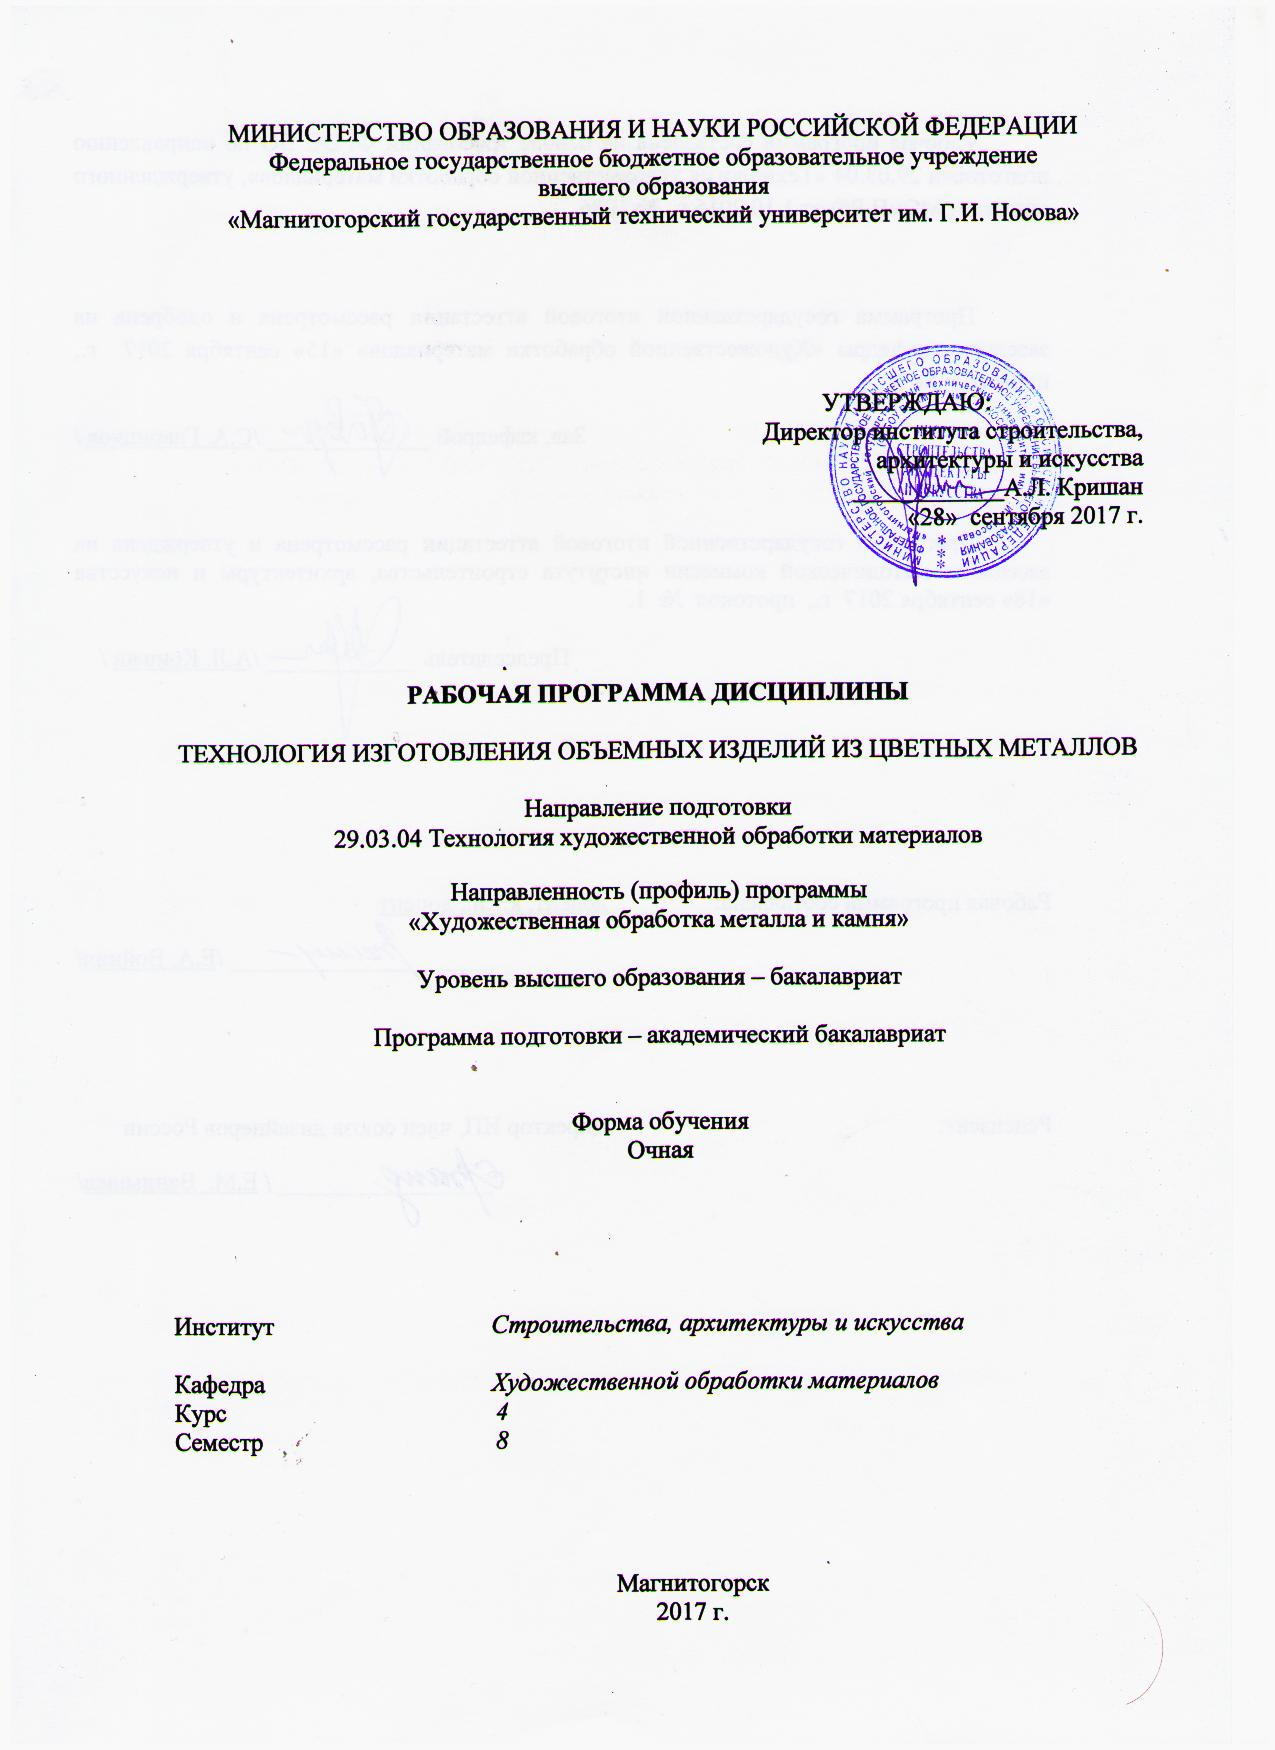 МИНИСТЕРСТВО ОБРАЗОВАНИЯ И НАУКИ РОССИЙСКОЙ ФЕДЕРАЦИИ
Федеральное государственное бюджетное образовательное учреждение
высшего образования
«Магнитогорский государственный технический университет им. Г.И. Носова»
УТВЕРЖДАЮ:
Директор института строительства,
архитектуры и искусства
А.Л. Кришан
«28» сентября 2017 г.
РАБОЧАЯ ПРОГРАММА ДИСЦИПЛИНЫ
ТЕХНОЛОГИЯ ИЗГОТОВЛЕНИЯ ОБЪЕМНЫХ ИЗДЕЛИЙ ИЗ ЦВЕТНЫХ МЕТАЛЛОВ
Направление подготовки
29.03.04 Технология художественной обработки материалов
Направленность (профиль) программы
«Художественная обработка металла и камня»
Уровень высшего образования – бакалавриат
Программа подготовки – академический бакалавриат
Форма обучения
Очная
Институт Строительства, архитектуры и искусства
Кафедра Художественной обработки материалов
Курс 4
Семестр 8
Магнитогорск
2017 г.